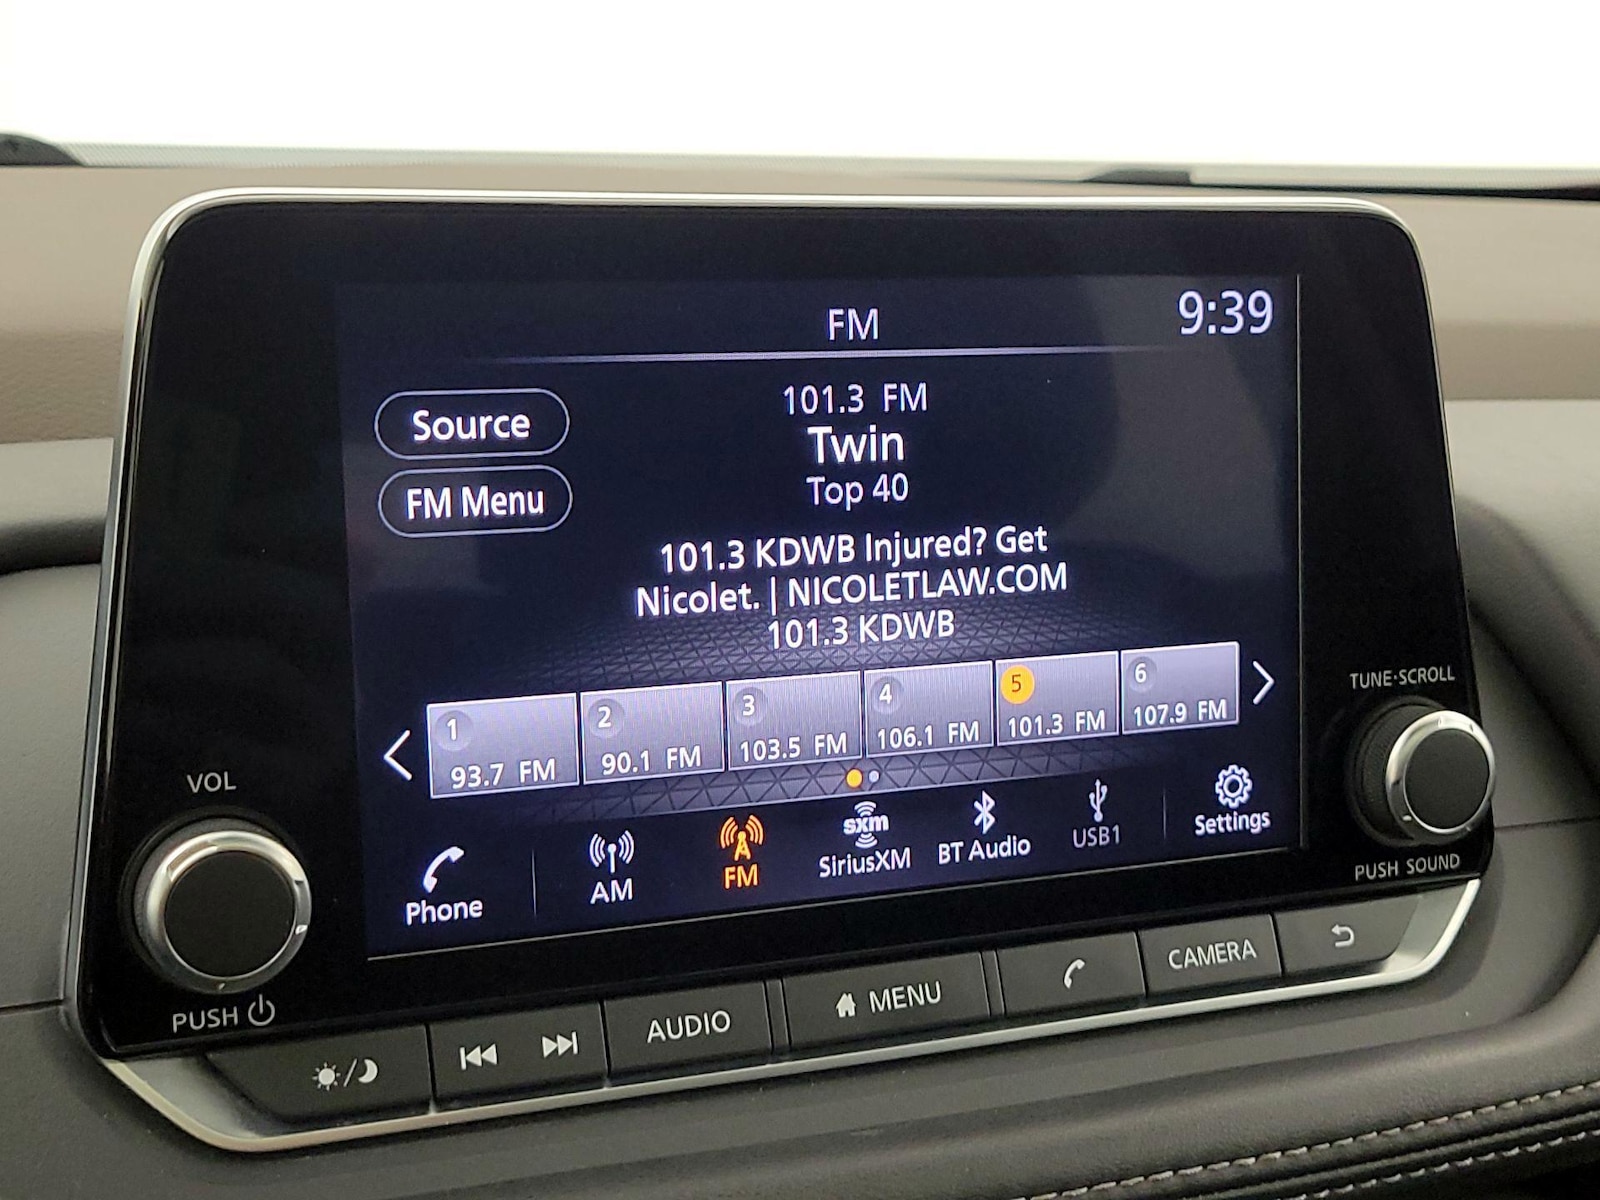 FM
9:39
Source
FM Menu
101.3 FM
Twin
Top 40
101.3 KDWB Injured? Get
Nicolet. | NICOLETLAW.COM
101.3 KDWB
1
93.7 FM
2
90.1 FM
3
103.5 FM
4
106.1 FM
5
101.3 FM
6
107.9 FM
Phone
AM
FM
sxm
SiriusXM
BT Audio
USB1
Settings
VOL
PUSH
TUNE·SCROLL
PUSH SOUND
AUDIO
MENU
CAMERA